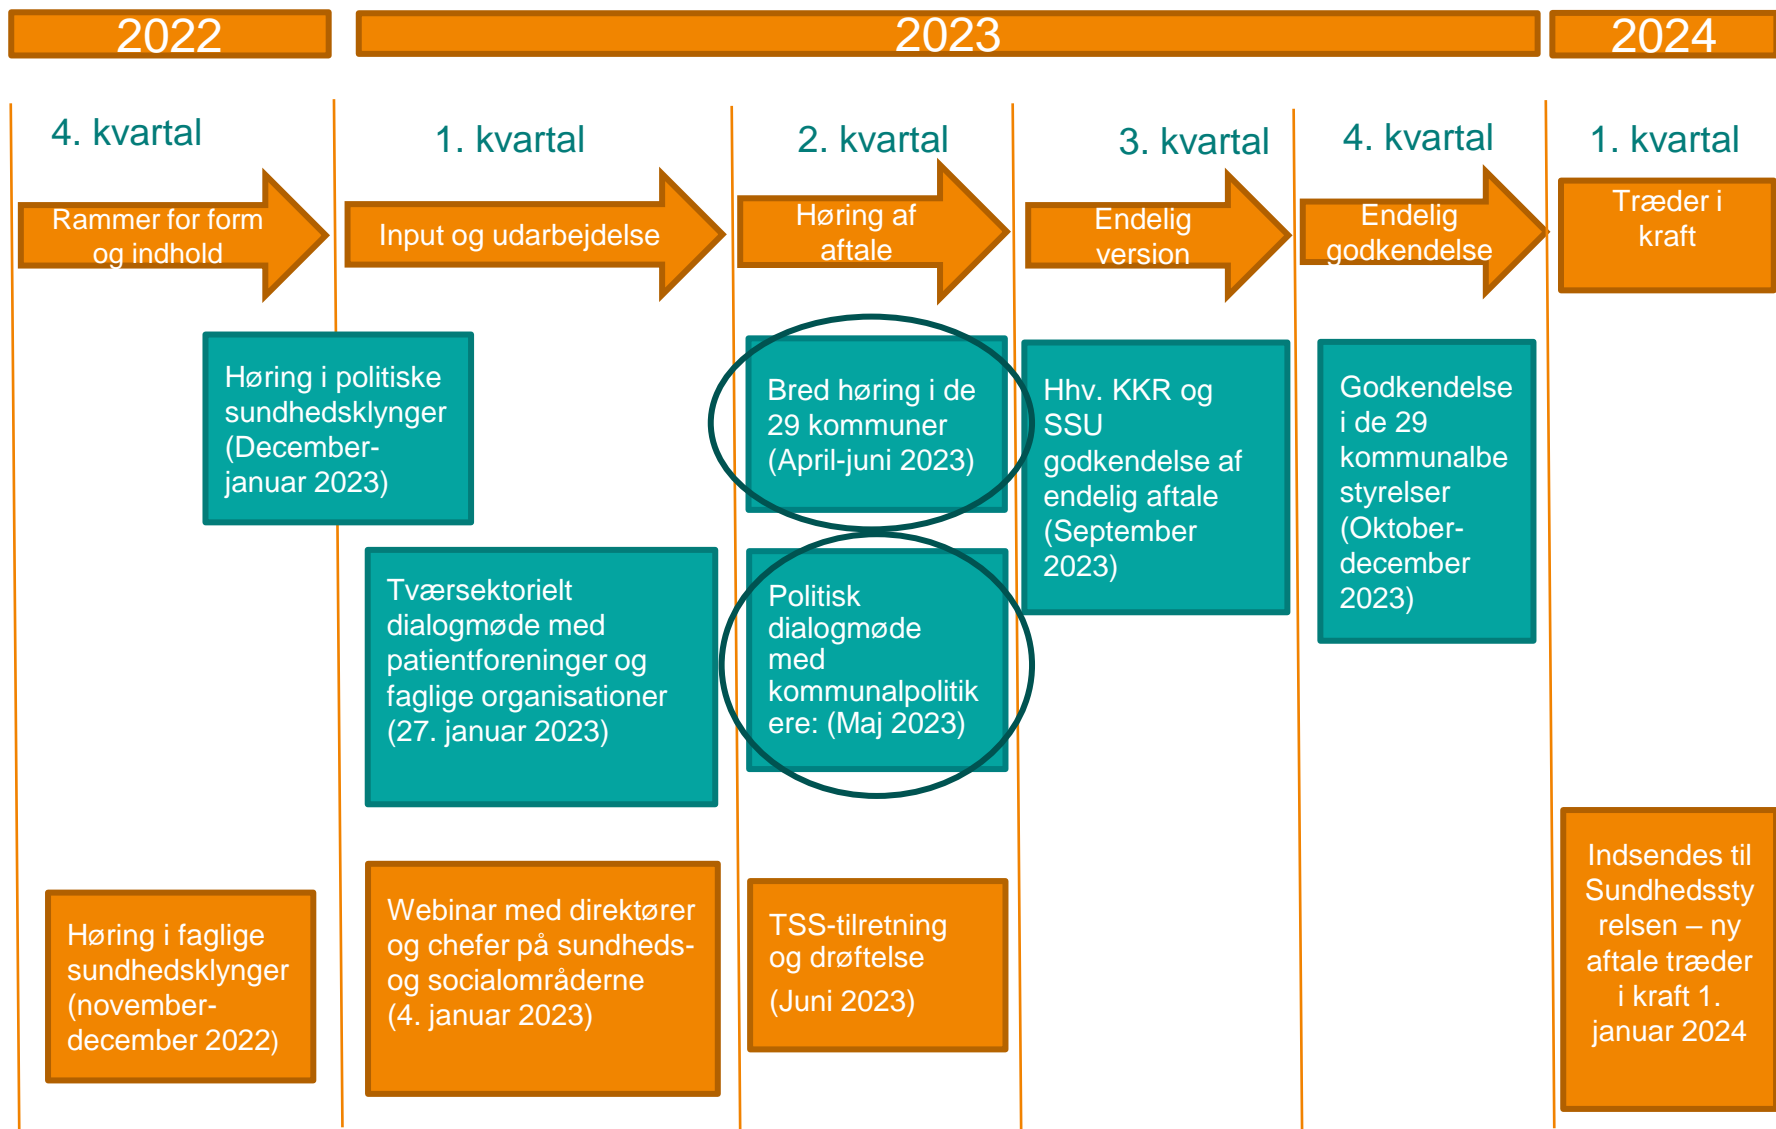 2022
2023
2024
4. kvartal
1. kvartal
2. kvartal
3. kvartal
4. kvartal
1. kvartal
Rammer for form
og indhold
Input og udarbejdelse
Høring af
aftale
Endelig
version
Endelig
godkendelse
Træder i
kraft
Høring i politiske
sundhedsklynger
(December-
januar 2023)
Bred høring i de
29 kommuner
(April-juni 2023)
Hhv. KKR og
SSU
godkendelse af
endelig aftale
(September
2023)
Godkendelse
i de 29
kommunalbe
styrelser
(Oktober-
december
2023)
Tværsektorielt
dialogmøde med
patientforeninger og
faglige organisationer
(27. januar 2023)
Politisk
dialogmøde
med
kommunalpolitik
ere: (Maj 2023)
Høring i faglige
sundhedsklynger
(november-
december 2022)
Webinar med direktører
og chefer på sundheds-
og socialområderne
(4. januar 2023)
TSS-tilretning
og drøftelse
(Juni 2023)
Indsendes til
Sundhedssty
relsen – ny
aftale træder
i kraft 1.
januar 2024